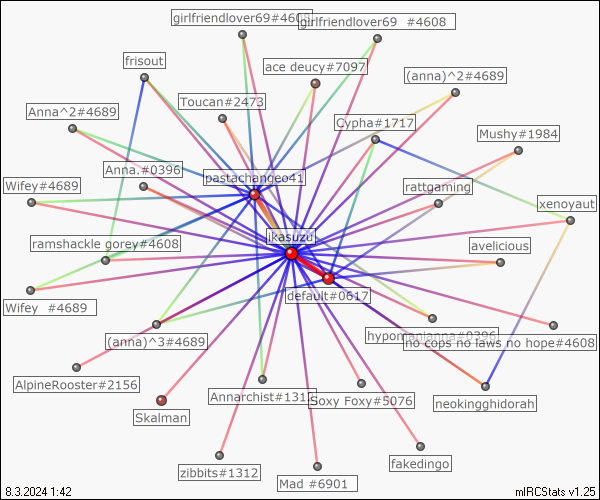 girlfriendlover69#4608
girlfriendlover69 #4608
frisout
ace deucy#7097
(anna)^2#4689
Toucan#2473
Anna^2#4689
Cypha#1717
Mushy#1984
Anna.#0396
pastachangeo41
Wifey#4689
rattgaming
xenoyaut
ikasuzu
ramshackle gorey#4608
avelicious
default#0617
Wifey #4689
(anna)^3#4689
hypomanianna#0396
no cops no laws no hope#4608
AlpineRooster#2156
Annarchist#131
Soxy Foxy#5076
neokingghidorah
Skalman
zibbits#1312
fakedingo
Mad #6901
8.3.2024 1:42
mIRCStats v1.25